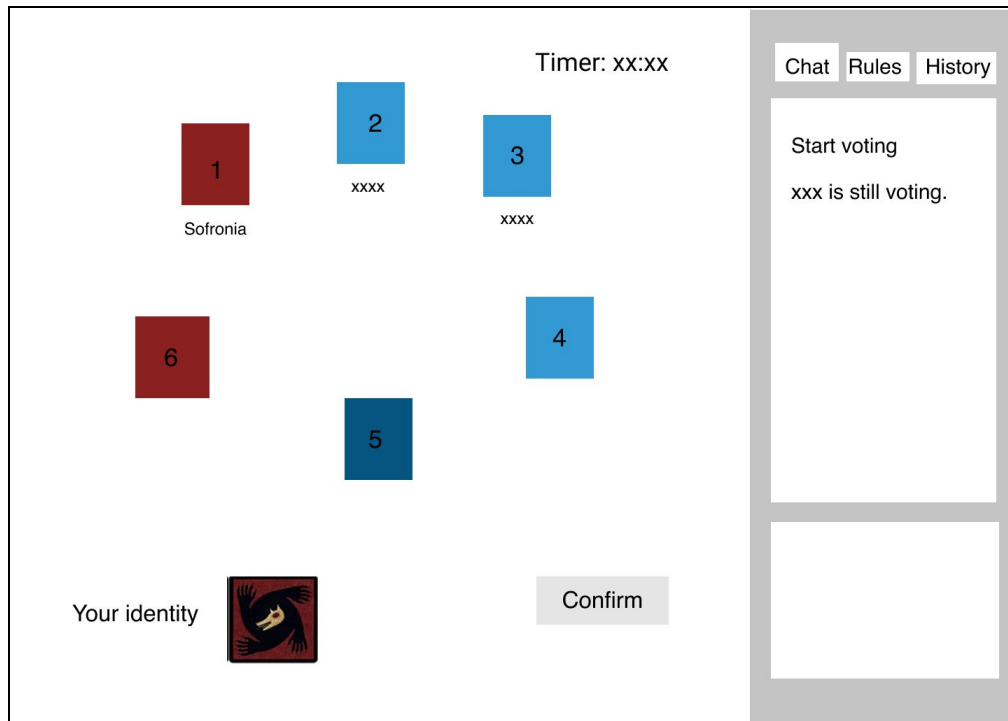 Timer: xx:xx
Chat Rules History
2
1
3
xxxx
Sofronia
xxxx
Start voting
xxx is still voting.
6
4
5
Your identity
Confirm